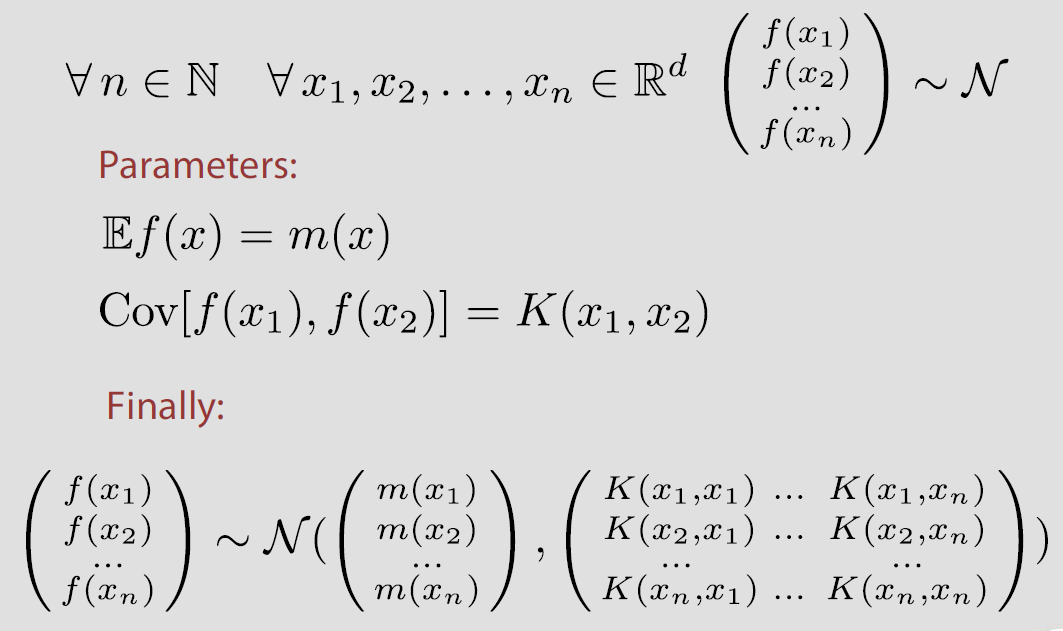 ∀ n ∈ ℕ ∀ x₁, x₂, . . . , xₙ ∈ ℝᵈ ( f(x₁) f(x₂) ... f(xₙ) ) ∼ 𝒩
Parameters:
𝔼f(x) = m(x)
Cov[f(x₁), f(x₂)] = K(x₁, x₂)
Finally:
( f(x₁) f(x₂) ... f(xₙ) ) ∼ 𝒩( ( m(x₁) m(x₂) ... m(xₙ) ) , ( K(x₁,x₁) ... K(x₁,xₙ) K(x₂,x₁) ... K(x₂,xₙ) ... ... K(xₙ,x₁) ... K(xₙ,xₙ) ) )